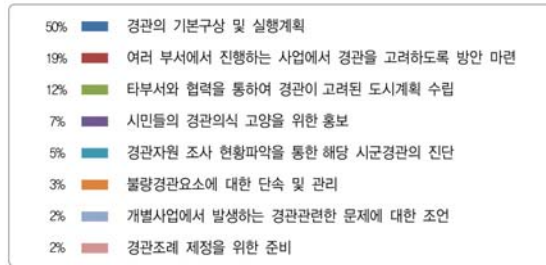 50% 경관의 기본구상 및 실행계획
19% 여러 부서에서 진행하는 사업에서 경관을 고려하도록 방안 마련
12% 타부서와 협력을 통하여 경관이 고려된 도시계획 수립
7% 시민들의 경관의식 고양을 위한 홍보
5% 경관자원 조사 현황파악을 통한 해당 시군경관의 진단
3% 불량경관요소에 대한 단속 및 관리
2% 개별사업에서 발생하는 경관관련한 문제에 대한 조언
2% 경관조례 제정을 위한 준비